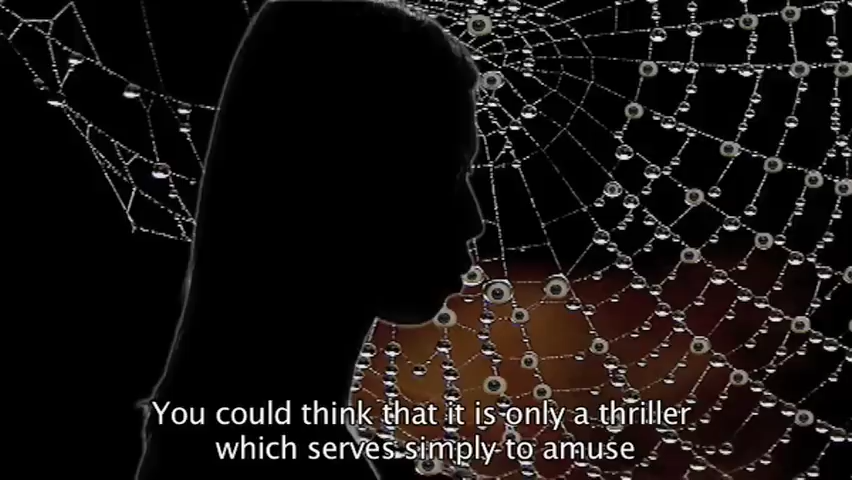 You could think that it is only a thriller
which serves simply to amuse